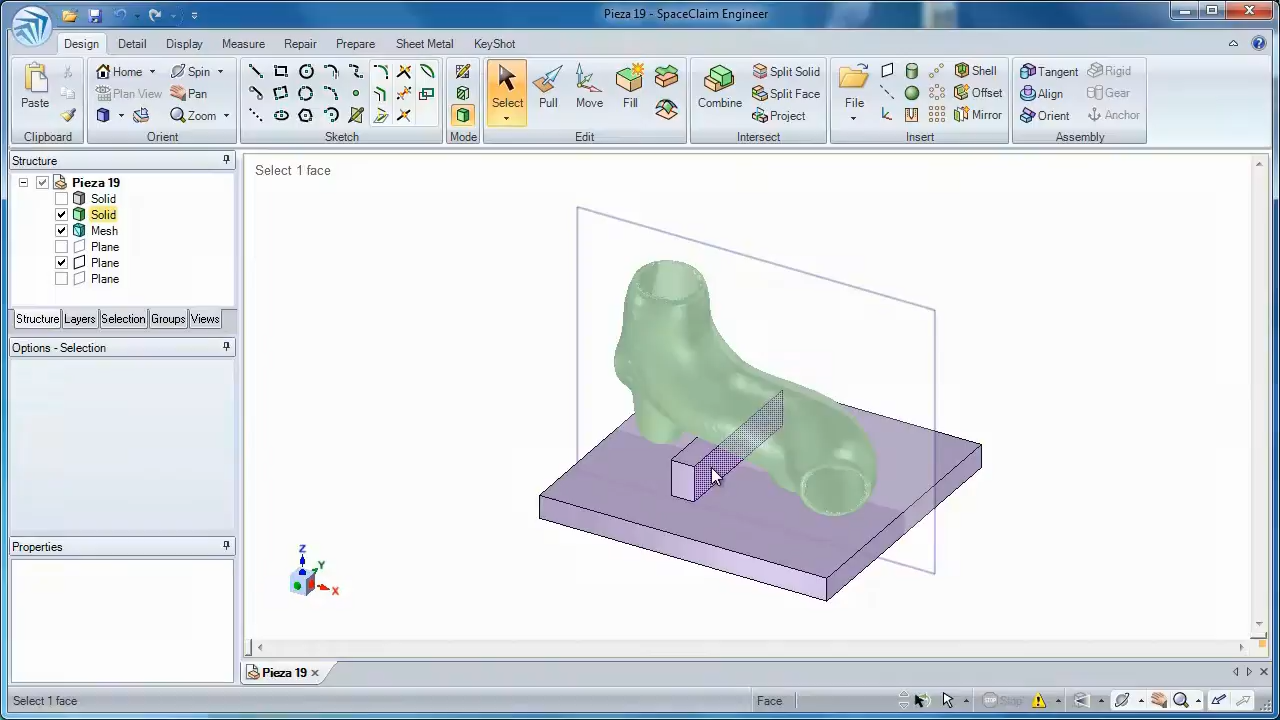 Pieza 19 - SpaceClaim Engineer
Design Detail Display Measure Repair Prepare Sheet Metal KeyShot
Home Spin Split Solid Shell Tangent Rigid
Plan View Pan Split Face Offset Align Gear
Zoom Project Mirror Orient Anchor
Paste Select Pull Move Fill Combine File
Clipboard Orient Sketch Mode Edit Intersect Insert Assembly
Structure
Pieza 19
Solid
Solid
Mesh
Plane
Plane
Plane
Structure Layers Selection Groups Views
Options - Selection
Properties
Select 1 face
Z
Y
X
Pieza 19
Select 1 face
Face
Stop